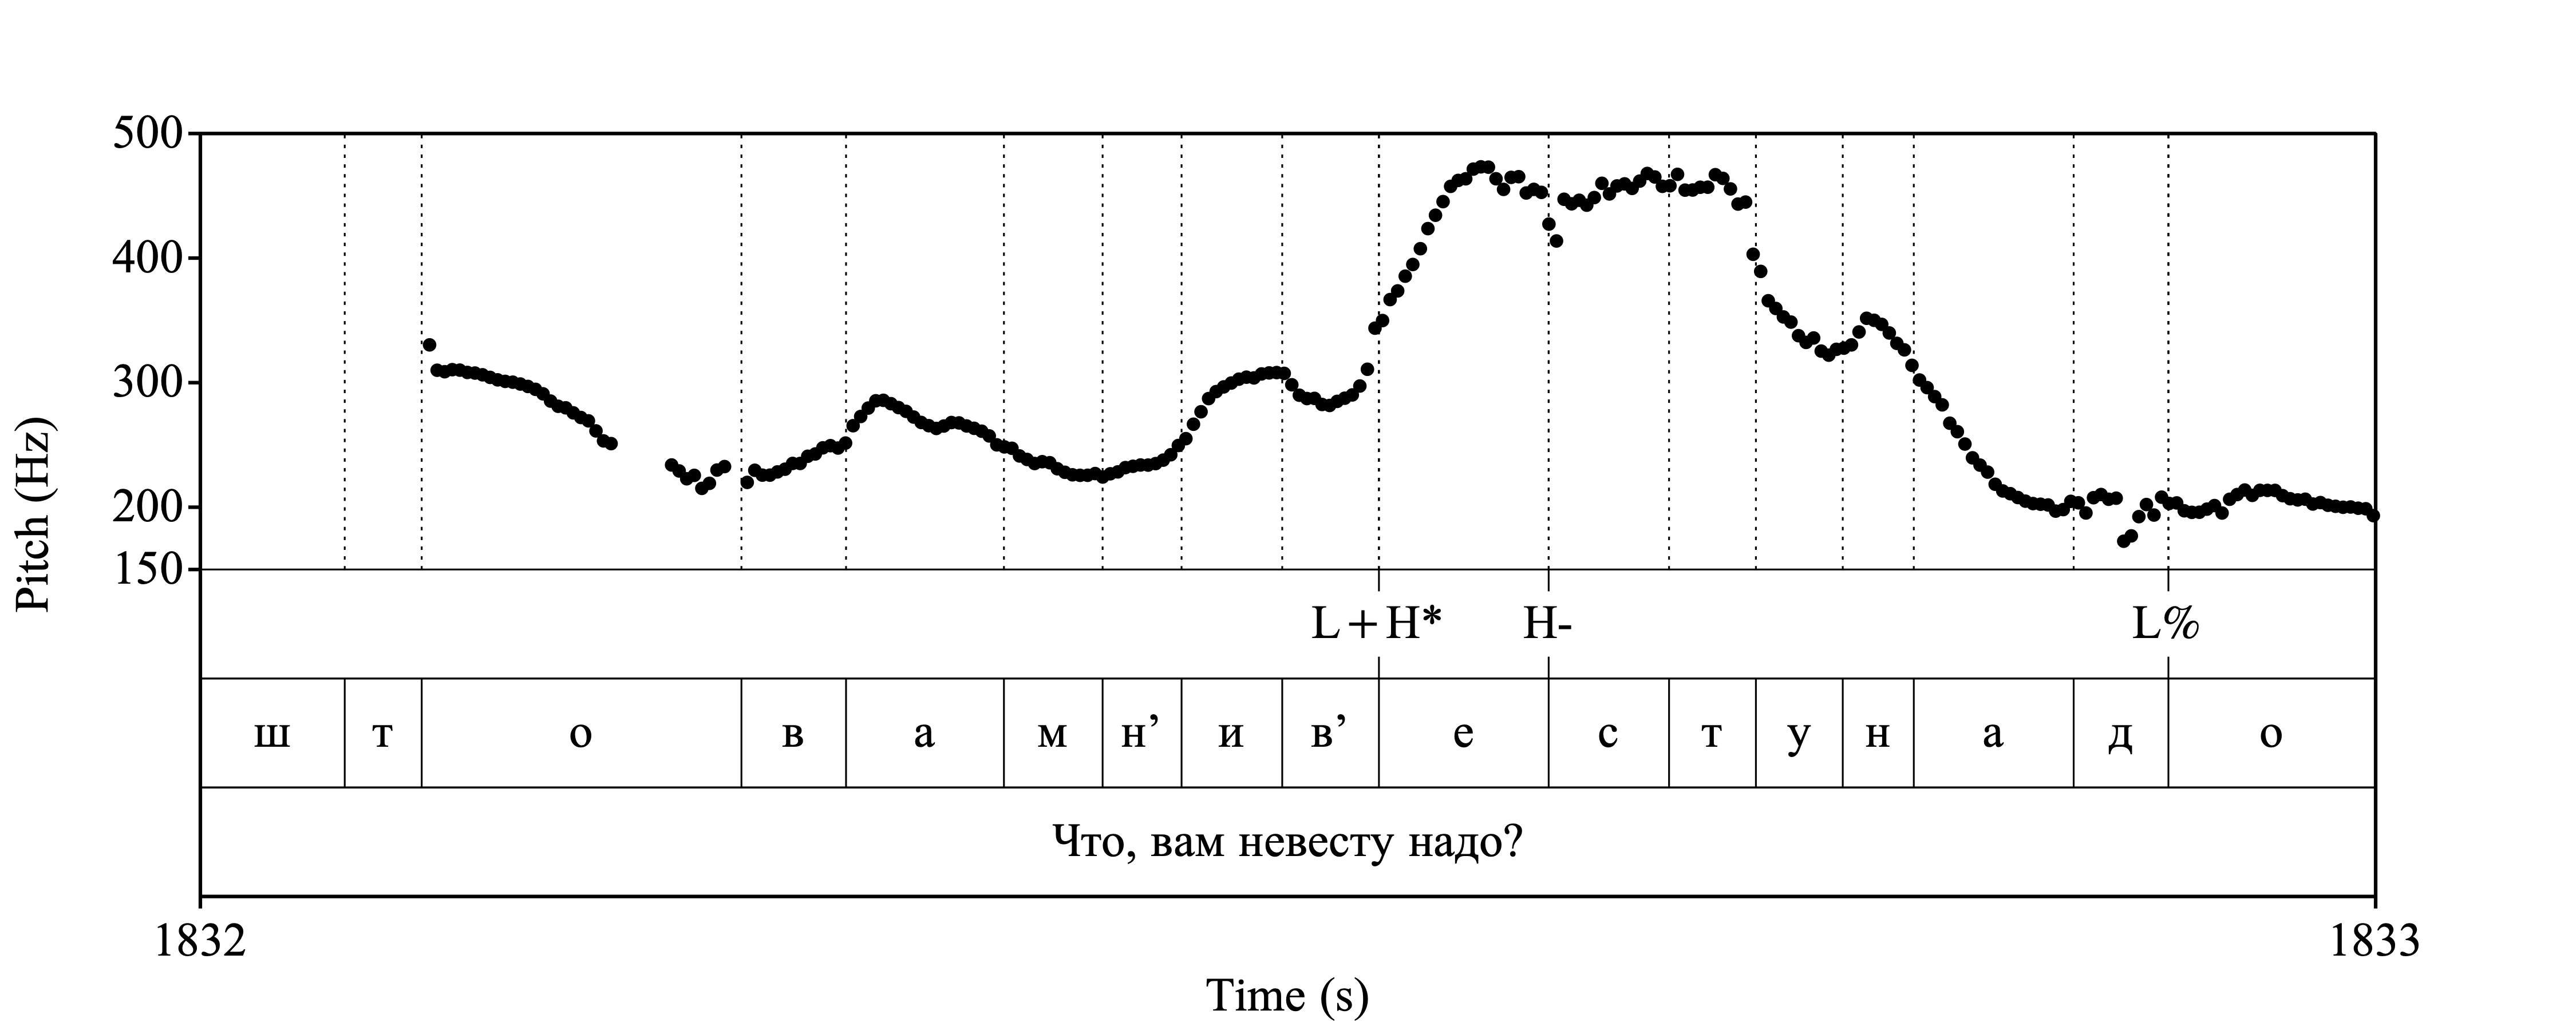 500
400
300
200
150
Pitch (Hz)
L+H* H- L%
ш т о в а м н’ и в’ е с т у н а д о
Что, вам невесту надо?
1832 1833
Time (s)